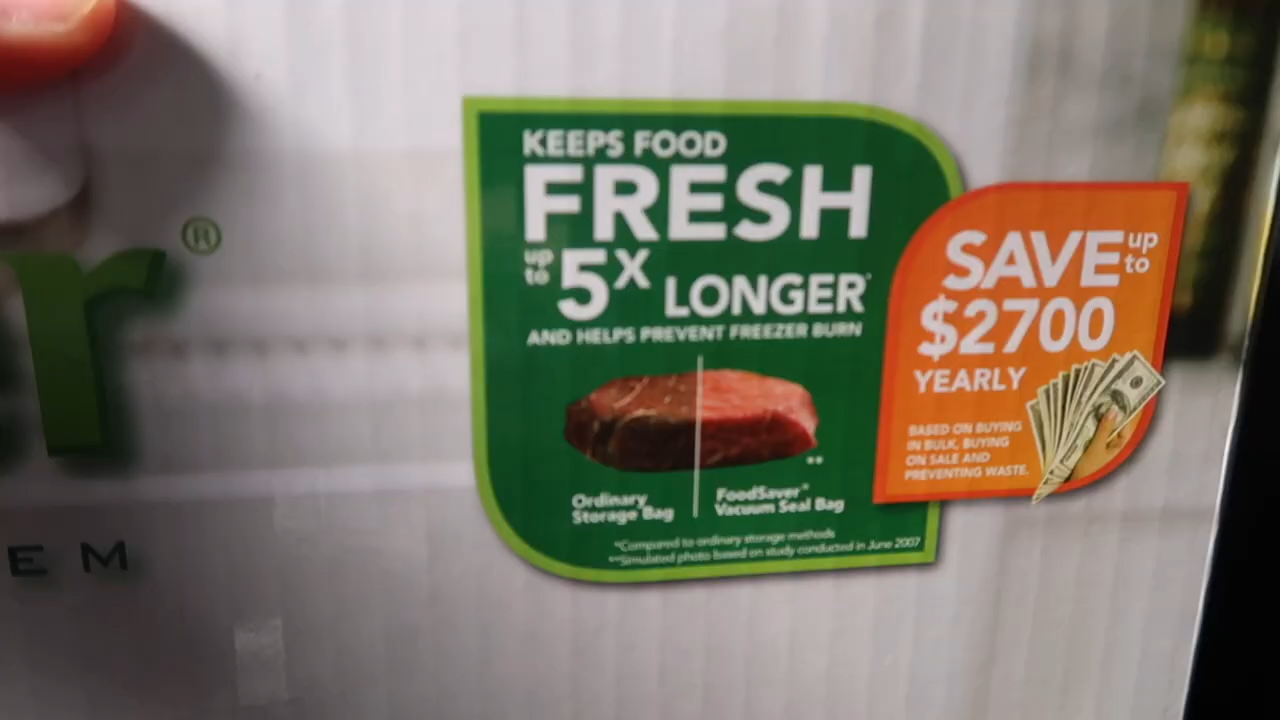 r®
EM
KEEPS FOOD
FRESH
up to 5X LONGER*
AND HELPS PREVENT FREEZER BURN
**
Ordinary
Storage Bag
FoodSaver™
Vacuum Seal Bag
*Compared to ordinary storage methods
**Simulated photo based on study conducted in June 2007
SAVE up to
$2700
YEARLY
BASED ON BUYING
IN BULK, BUYING
ON SALE AND
PREVENTING WASTE.